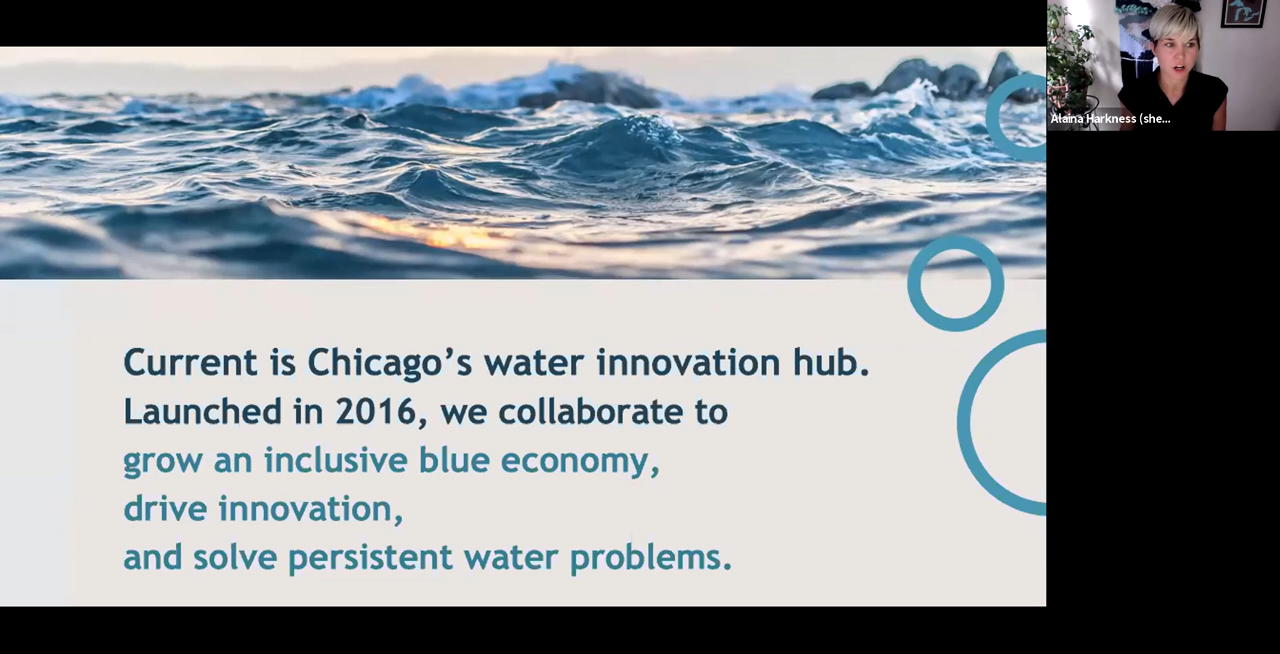 Alaina Harkness (she...
Current is Chicago's water innovation hub.
Launched in 2016, we collaborate to
grow an inclusive blue economy,
drive innovation,
and solve persistent water problems.